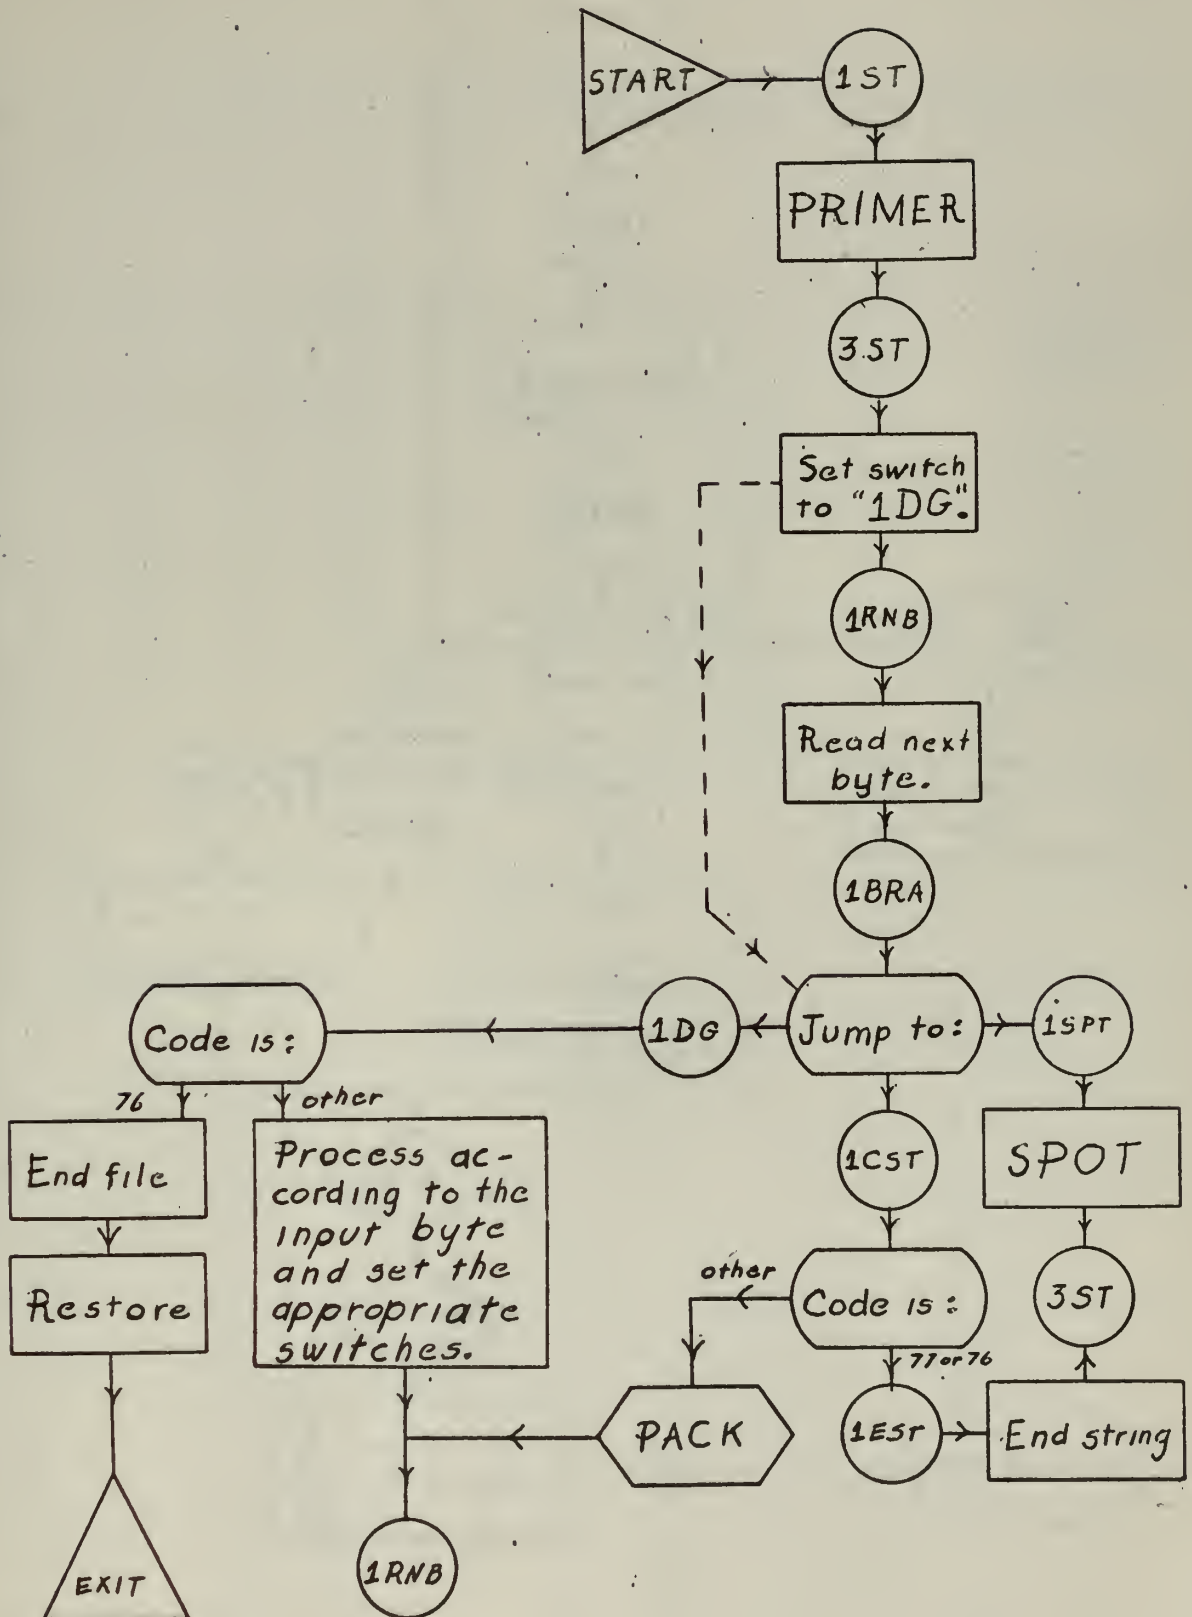 START
1ST
PRIMER
3.ST
Set switch
to "1DG".
1RNB
Read next
byte.
1BRA
Code is:
1DG
Jump to:
1SPT
76
other
End file
Process ac-
cording to the
input byte
and set the
appropriate
switches.
1CST
SPOT
Restore
other
Code is:
3ST
77 or 76
PACK
1EST
End string
EXIT
1RNB